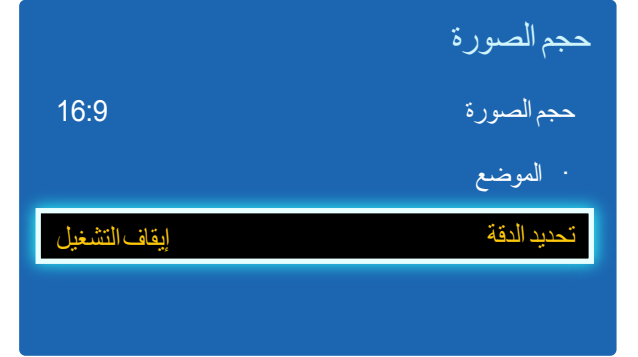 حجم الصورة
حجم الصورة 16:9
· الموضع
تحديد الدقة إيقاف التشغيل